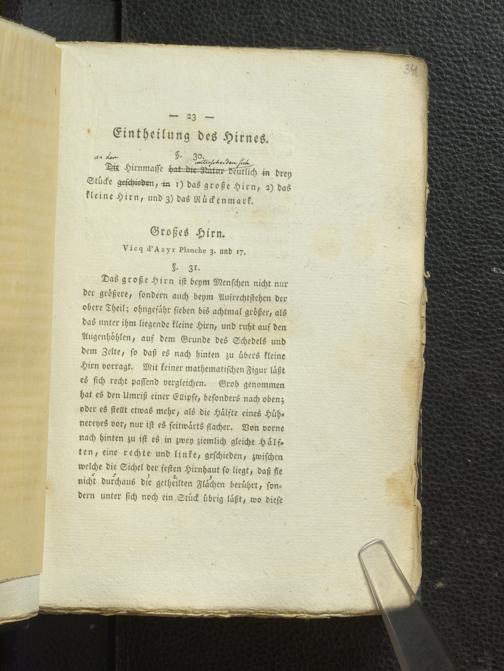 341
— 23 —
Eintheilung des Hirnes.
§. 30.
an der
unterscheiden sich
Die Hirnmasse hat die Natur deutlich in drey
Stücke geschieden, in 1) das große Hirn, 2) das
kleine Hirn, und 3) das Rückenmark.
Großes Hirn.
Vicq d'Azyr Planche 3. und 17.
§. 31.
Das große Hirn ist beym Menschen nicht nur
der größere, sondern auch beym Aufrechtstehen der
obere Theil; ohngefähr sieben bis achtmal größer, als
das unter ihm liegende kleine Hirn, und ruht auf den
Augenhöhlen, auf dem Grunde des Schedels und
dem Zelte, so daß es nach hinten zu übers kleine
Hirn vorragt. Mit keiner mathematischen Figur läßt
es sich recht passend vergleichen. Grob genommen
hat es den Umriß einer Ellipse, besonders nach oben;
oder es stellt etwas mehr, als die Hälfte eines Hüh-
nereyes vor, nur ist es seitwärts flacher. Von vorne
nach hinten zu ist es in zwey ziemlich gleiche Hälf-
ten, eine rechte und linke, geschieden, zwischen
welche die Sichel der festen Hirnhaut so liegt, daß sie
nicht durchaus die getheilten Flächen berühret, son-
dern unter sich noch ein Stück übrig läßt, wo diese